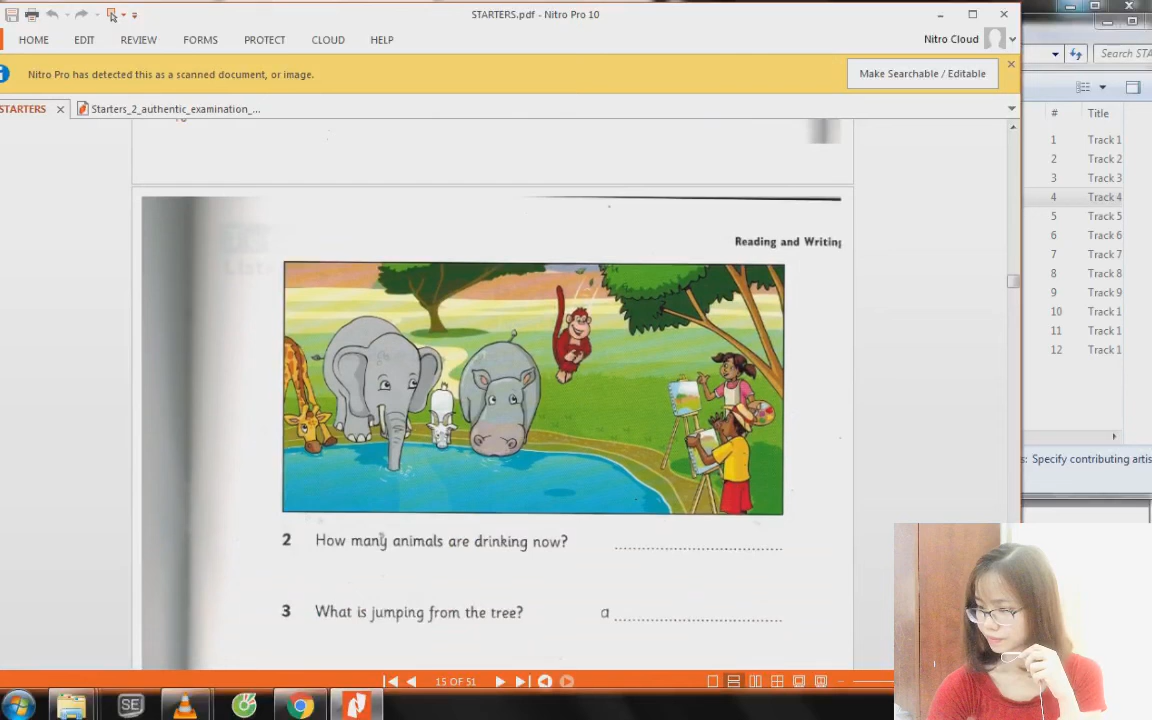 STARTERS.pdf - Nitro Pro 10
HOME EDIT REVIEW FORMS PROTECT CLOUD HELP
Nitro Cloud
Nitro Pro has detected this as a scanned document, or image.
Make Searchable / Editable
STARTERS
Starters_2_authentic_examination_...
Search STA
# Title
1 Track 1
2 Track 2
3 Track 3
4 Track 4
5 Track 5
6 Track 6
7 Track 7
8 Track 8
9 Track 9
10 Track 1
11 Track 1
12 Track 1
s: Specify contributing artis
Reading and Writing
2 How many animals are drinking now?
3 What is jumping from the tree? a
15 OF 51
SE